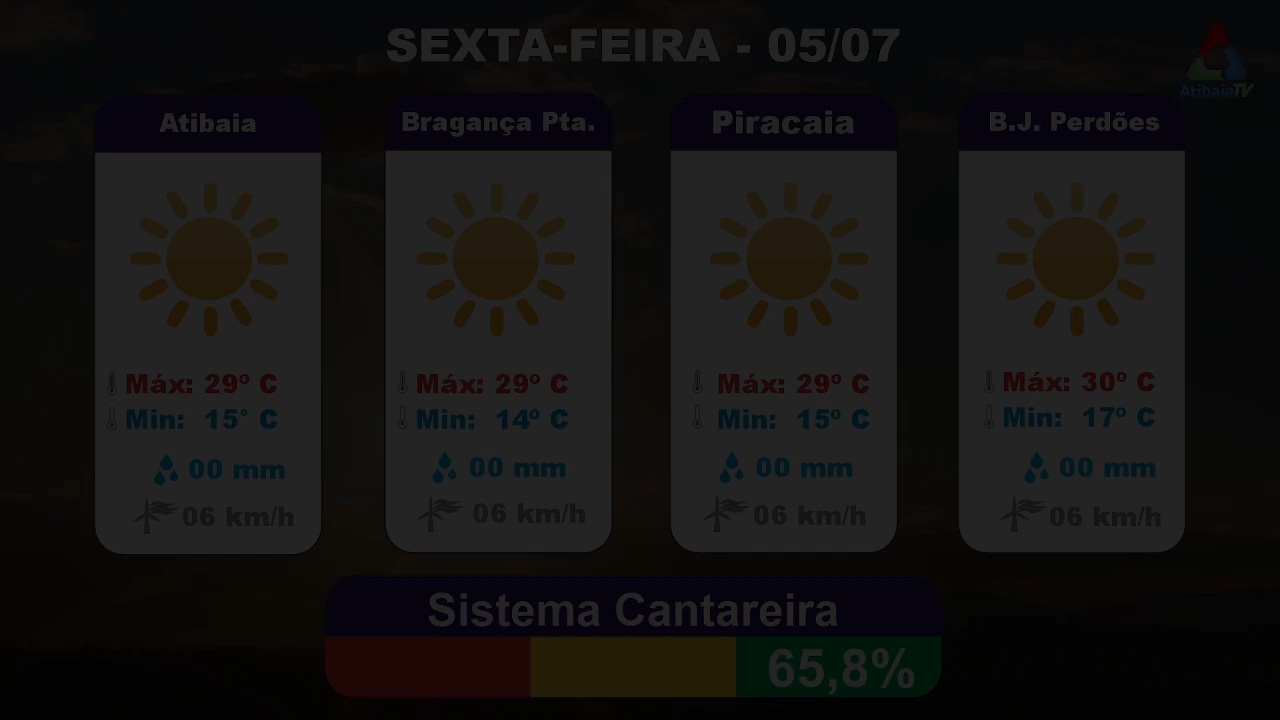 SEXTA-FEIRA - 05/07
AtibaiaTV
Atibaia
Máx: 29º C
Min: 15° C
00 mm
06 km/h
Bragança Pta.
Máx: 29º C
Min: 14º C
00 mm
06 km/h
Piracaia
Máx: 29º C
Min: 15º C
00 mm
06 km/h
B.J. Perdões
Máx: 30º C
Min: 17º C
00 mm
06 km/h
Sistema Cantareira
65,8%